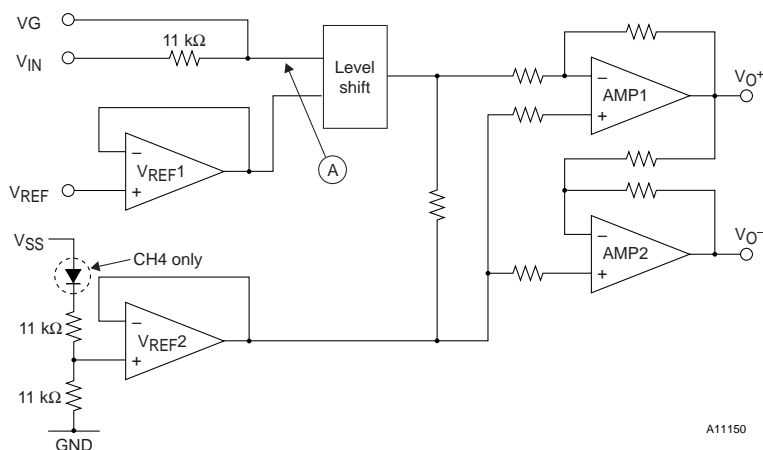 VG
11 kΩ
VIN
Level
shift
−
AMP1
+
VO+
−
VREF1
+
A
VREF
VSS
CH4 only
−
AMP2
+
VO−
11 kΩ
−
VREF2
+
11 kΩ
GND
A11150